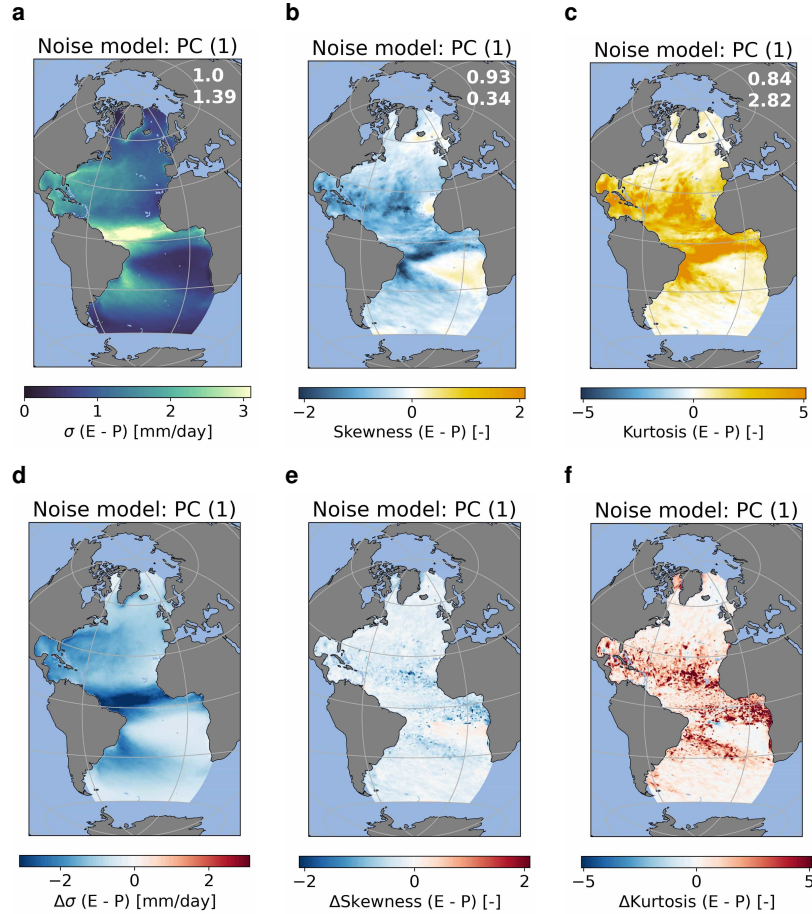 a
b
c
Noise model: PC (1)
Noise model: PC (1)
Noise model: PC (1)
1.0
1.39
0.93
0.34
0.84
2.82
0 1 2 3
σ (E - P) [mm/day]
−2 0 2
Skewness (E - P) [-]
−5 0 5
Kurtosis (E - P) [-]
d
e
f
Noise model: PC (1)
Noise model: PC (1)
Noise model: PC (1)
−2 0 2
Δσ (E - P) [mm/day]
−2 0 2
ΔSkewness (E - P) [-]
−5 0 5
ΔKurtosis (E - P) [-]